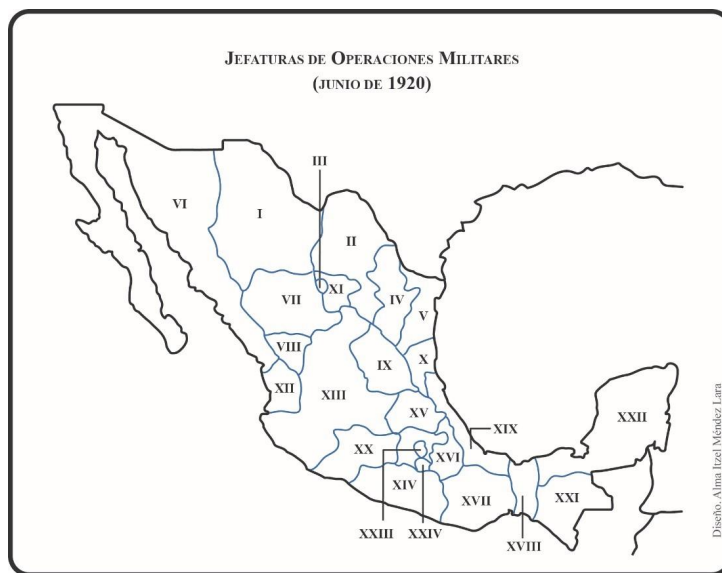 JEFATURAS DE OPERACIONES MILITARES
(JUNIO DE 1920)
III
VI
I
II
VII
XI
IV
V
VIII
IX
X
XII
XIII
XV
XIX
XXII
XX
XVI
XIV
XVII
XXI
XXIII
XXIV
XVIII
Diseño. Alma Itzel Méndez Lara